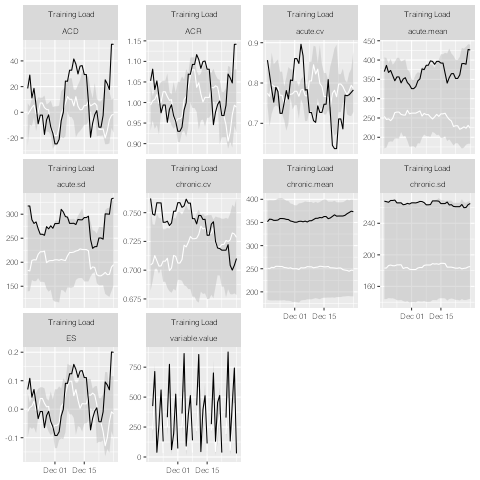 Training Load
Training Load
Training Load
Training Load
ACD
ACR
acute.cv
acute.mean
40
20
0
-20
1.15
1.10
1.05
1.00
0.95
0.90
0.9
0.8
0.7
450
400
350
300
250
200
Training Load
Training Load
Training Load
Training Load
acute.sd
chronic.cv
chronic.mean
chronic.sd
300
250
200
150
0.750
0.725
0.700
0.675
400
350
300
250
200
240
200
160
Dec 01 Dec 15
Dec 01 Dec 15
Training Load
Training Load
ES
variable.value
0.2
0.1
0.0
-0.1
750
500
250
0
Dec 01 Dec 15
Dec 01 Dec 15